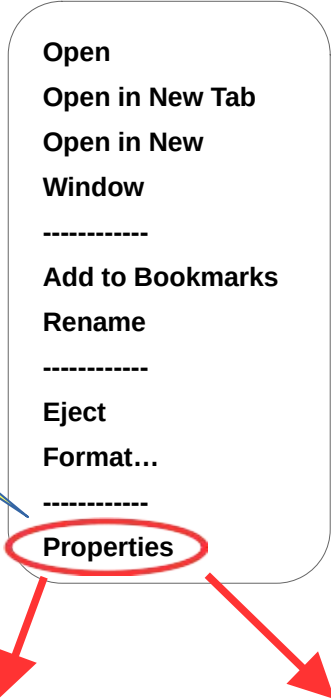 Open
Open in New Tab
Open in New
Window
------------
Add to Bookmarks
Rename
------------
Eject
Format…
------------
Properties